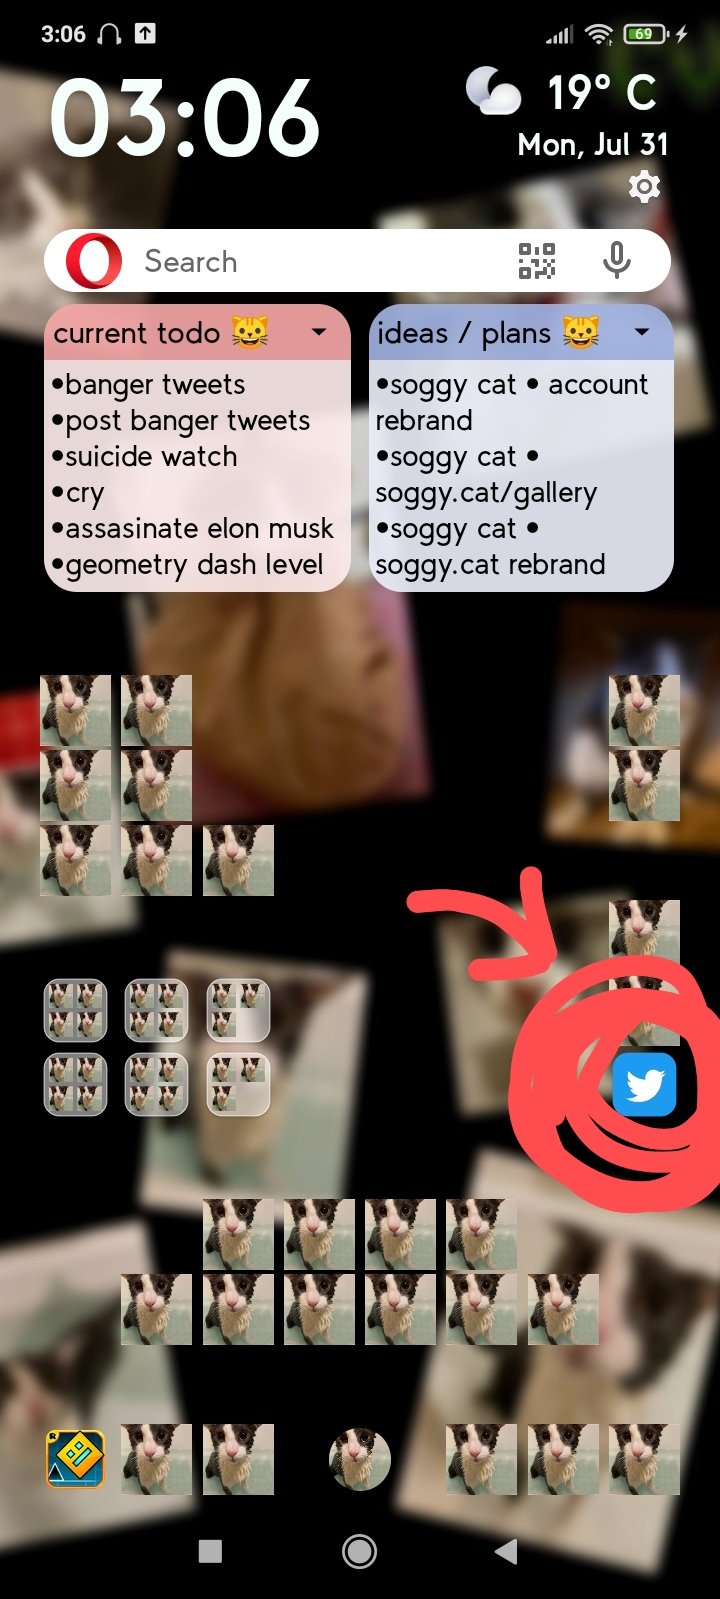 3:06
69
03:06
19° C
Mon, Jul 31
Search
current todo 😺
ideas / plans 😺
•banger tweets
•post banger tweets
•suicide watch
•cry
•assasinate elon musk
•geometry dash level
•soggy cat • account
rebrand
•soggy cat •
soggy.cat/gallery
•soggy cat •
soggy.cat rebrand